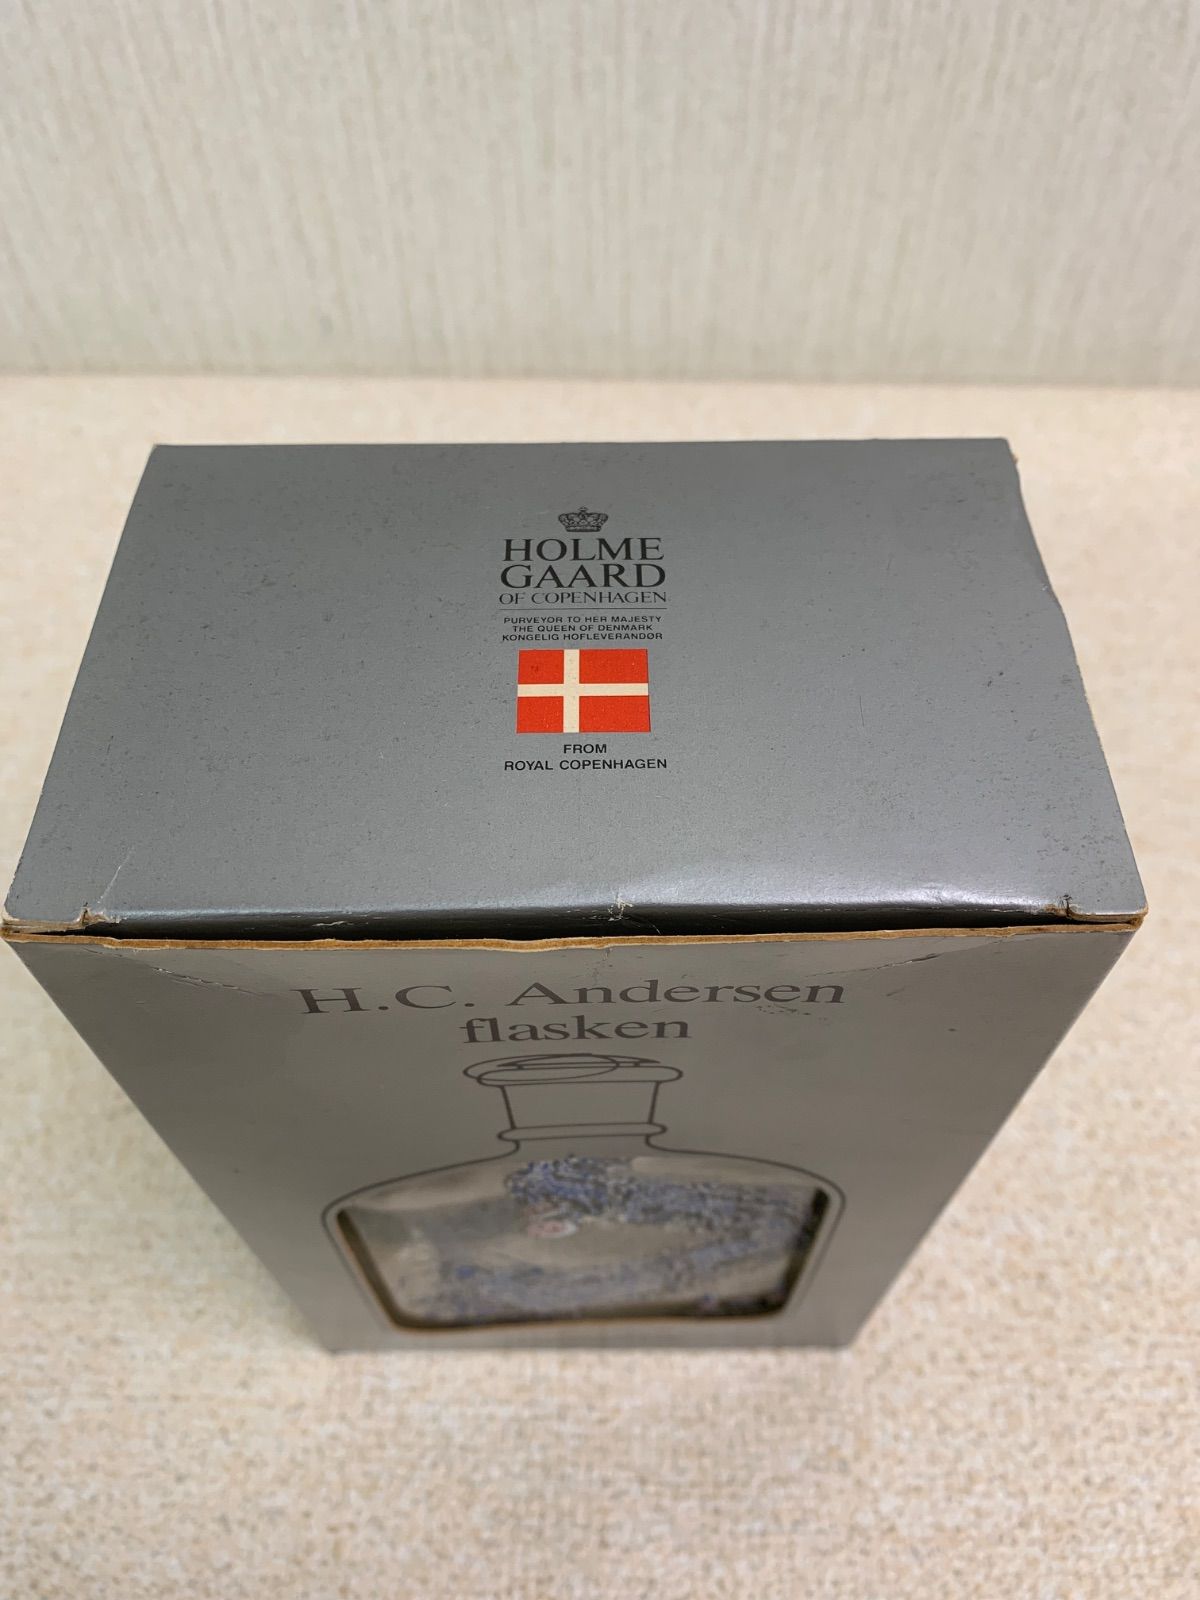 HOLME
GAARD
OF COPENHAGEN
PURVEYOR TO HER MAJESTY
THE QUEEN OF DENMARK
KONGELIG HOFLEVERANDØR
FROM
ROYAL COPENHAGEN
H.C. Andersen
flasken